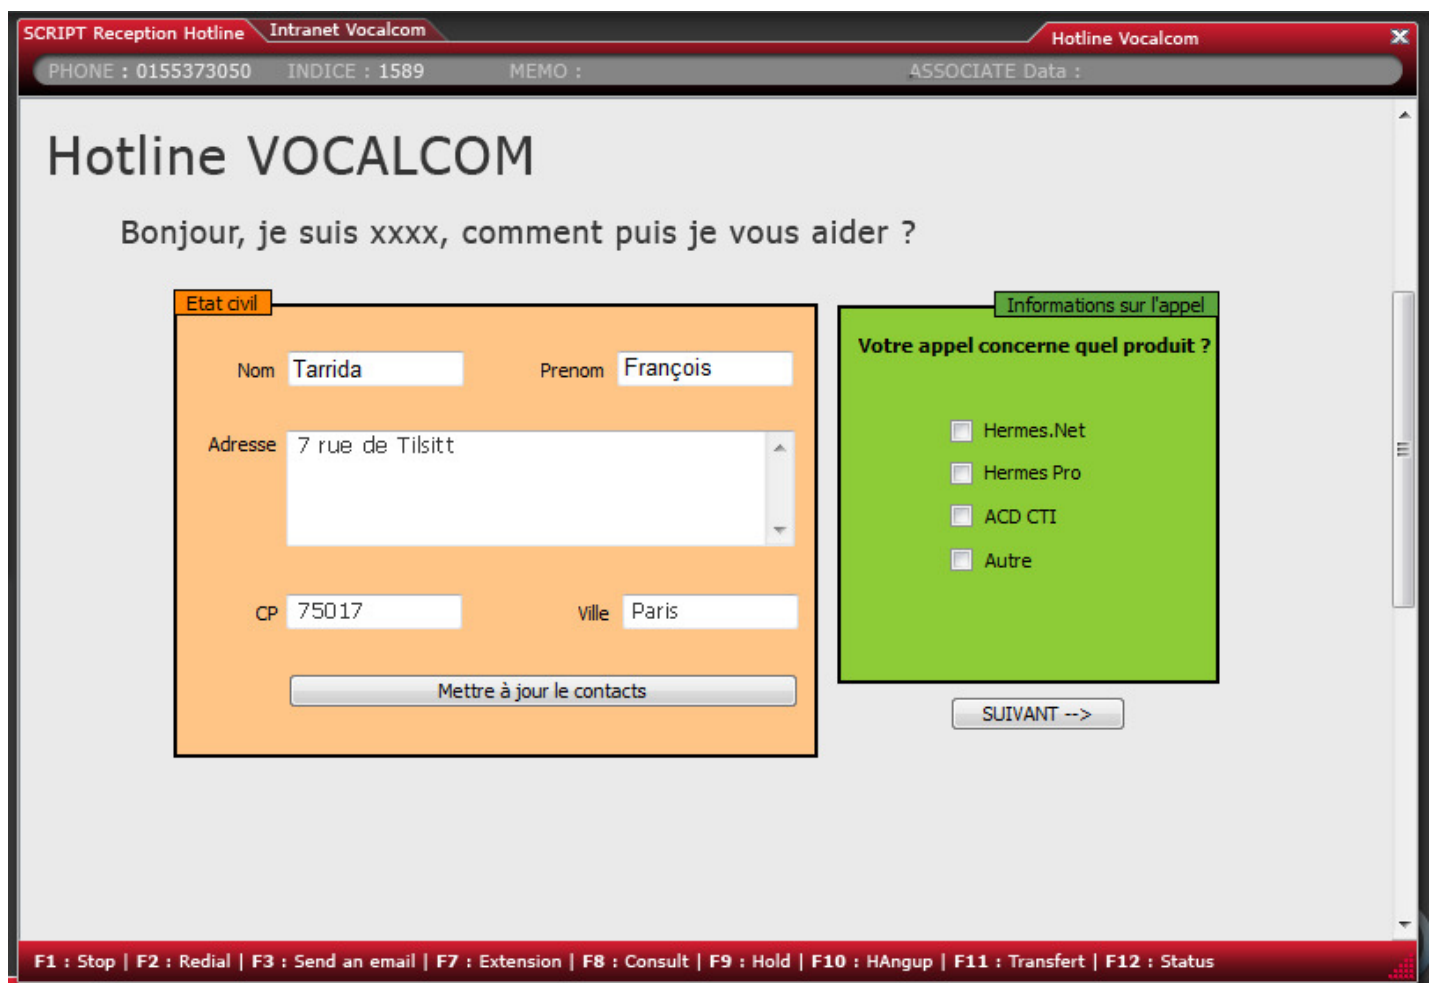 SCRIPT Reception Hotline Intranet Vocalcom Hotline Vocalcom
PHONE : 0155373050 INDICE : 1589 MEMO : ASSOCIATE Data :
Hotline VOCALCOM
Bonjour, je suis xxxx, comment puis je vous aider ?
Etat civil
Nom Tarrida Prenom François
Adresse 7 rue de Tilsitt
CP 75017 Ville Paris
Mettre à jour le contacts
Informations sur l'appel
Votre appel concerne quel produit ?
Hermes.Net
Hermes Pro
ACD CTI
Autre
SUIVANT -->
F1 : Stop | F2 : Redial | F3 : Send an email | F7 : Extension | F8 : Consult | F9 : Hold | F10 : HAngup | F11 : Transfert | F12 : Status